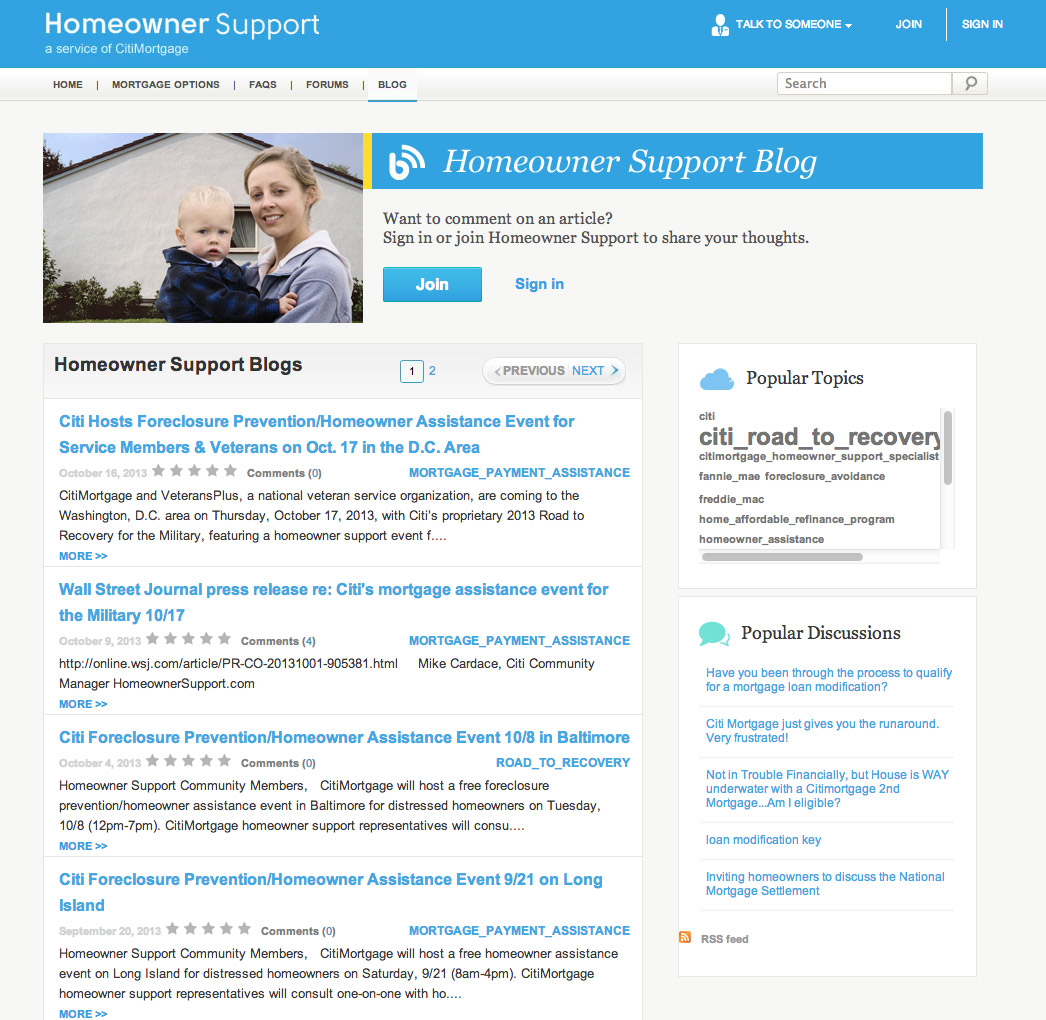 Homeowner Support
a service of CitiMortgage
TALK TO SOMEONE
JOIN
SIGN IN
HOME | MORTGAGE OPTIONS | FAQS | FORUMS | BLOG
Search
Homeowner Support Blog
Want to comment on an article?
Sign in or join Homeowner Support to share your thoughts.
Join Sign in
Homeowner Support Blogs
1 2
PREVIOUS NEXT
Citi Hosts Foreclosure Prevention/Homeowner Assistance Event for
Service Members & Veterans on Oct. 17 in the D.C. Area
October 16, 2013 Comments (0) MORTGAGE_PAYMENT_ASSISTANCE
CitiMortgage and VeteransPlus, a national veteran service organization, are coming to the
Washington, D.C. area on Thursday, October 17, 2013, with Citi's proprietary 2013 Road to
Recovery for the Military, featuring a homeowner support event f....
MORE >>
Wall Street Journal press release re: Citi's mortgage assistance event for
the Military 10/17
October 9, 2013 Comments (4) MORTGAGE_PAYMENT_ASSISTANCE
http://online.wsj.com/article/PR-CO-20131001-905381.html Mike Cardace, Citi Community
Manager HomeownerSupport.com
MORE >>
Citi Foreclosure Prevention/Homeowner Assistance Event 10/8 in Baltimore
October 4, 2013 Comments (0) ROAD_TO_RECOVERY
Homeowner Support Community Members, CitiMortgage will host a free foreclosure
prevention/homeowner assistance event in Baltimore for distressed homeowners on Tuesday,
10/8 (12pm-7pm). CitiMortgage homeowner support representatives will consu....
MORE >>
Citi Foreclosure Prevention/Homeowner Assistance Event 9/21 on Long
Island
September 20, 2013 Comments (0) MORTGAGE_PAYMENT_ASSISTANCE
Homeowner Support Community Members, CitiMortgage will host a free homeowner assistance
event on Long Island for distressed homeowners on Saturday, 9/21 (8am-4pm). CitiMortgage
homeowner support representatives will consult one-on-one with ho....
MORE >>
Popular Topics
citi
citi_road_to_recovery
citimortgage_homeowner_support_specialist
fannie_mae foreclosure_avoidance
freddie_mac
home_affordable_refinance_program
homeowner_assistance
Popular Discussions
Have you been through the process to qualify
for a mortgage loan modification?
Citi Mortgage just gives you the runaround.
Very frustrated!
Not in Trouble Financially, but House is WAY
underwater with a Citimortgage 2nd
Mortgage...Am I eligible?
loan modification key
Inviting homeowners to discuss the National
Mortgage Settlement
RSS feed